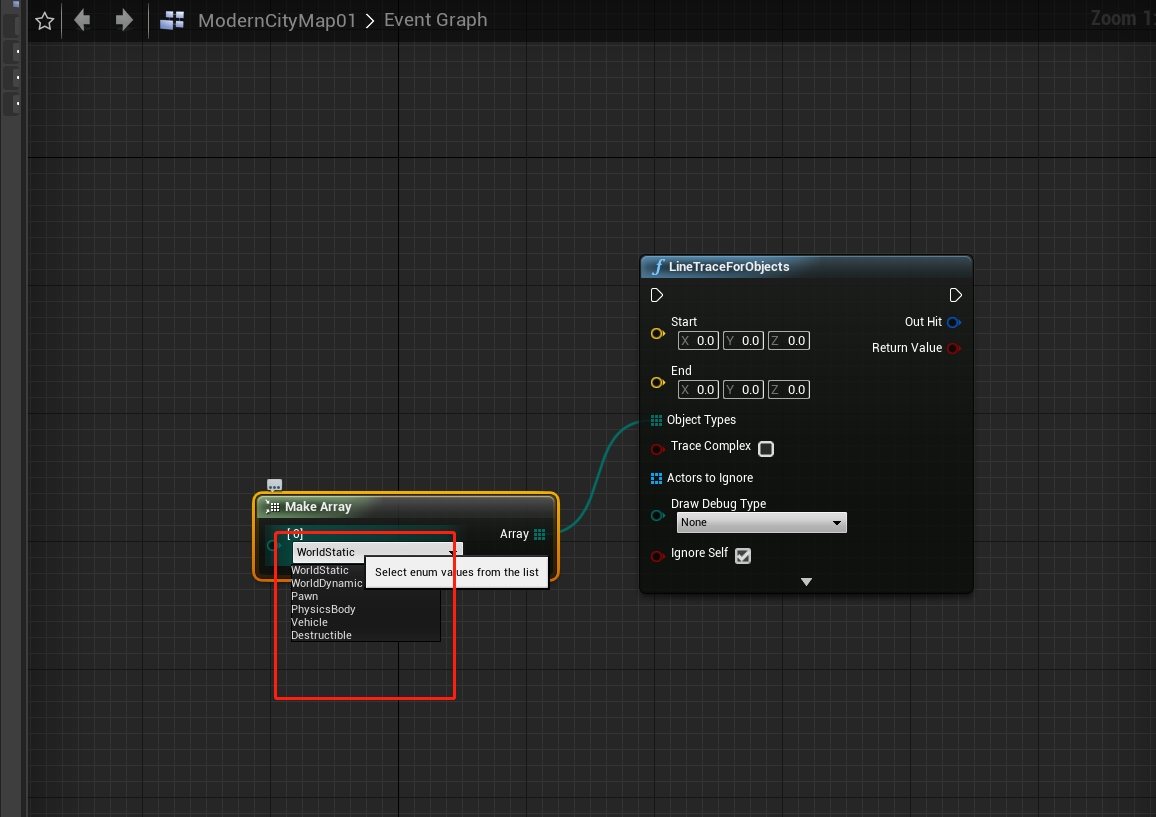 ModernCityMap01 > Event Graph
Zoom 1:
LineTraceForObjects
Start
X 0.0 Y 0.0 Z 0.0
Out Hit
Return Value
End
X 0.0 Y 0.0 Z 0.0
Object Types
Trace Complex
Actors to Ignore
Draw Debug Type
None
Ignore Self
Make Array
[0]
Array
WorldStatic
Select enum values from the list
WorldStatic
WorldDynamic
Pawn
PhysicsBody
Vehicle
Destructible